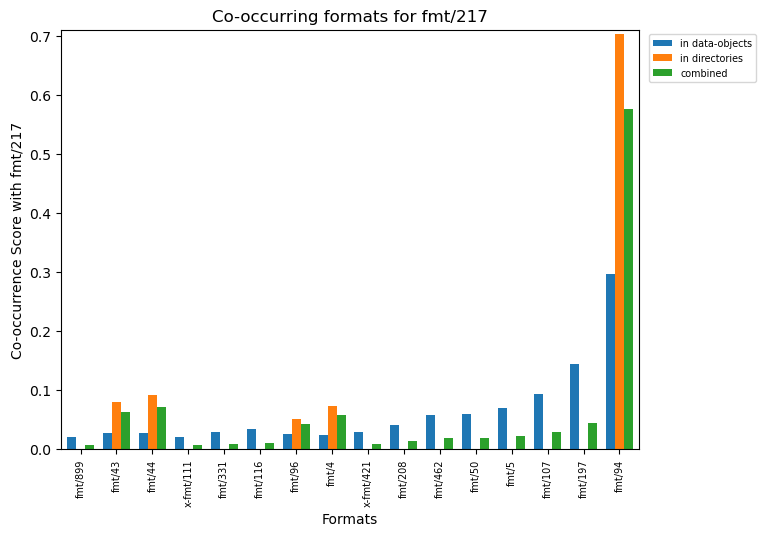 Co-occurring formats for fmt/217
in data-objects
in directories
combined
Co-occurrence Score with fmt/217
0.7
0.6
0.5
0.4
0.3
0.2
0.1
0.0
fmt/899
fmt/43
fmt/44
x-fmt/111
fmt/331
fmt/116
fmt/96
fmt/4
x-fmt/421
fmt/208
fmt/462
fmt/50
fmt/5
fmt/107
fmt/197
fmt/94
Formats